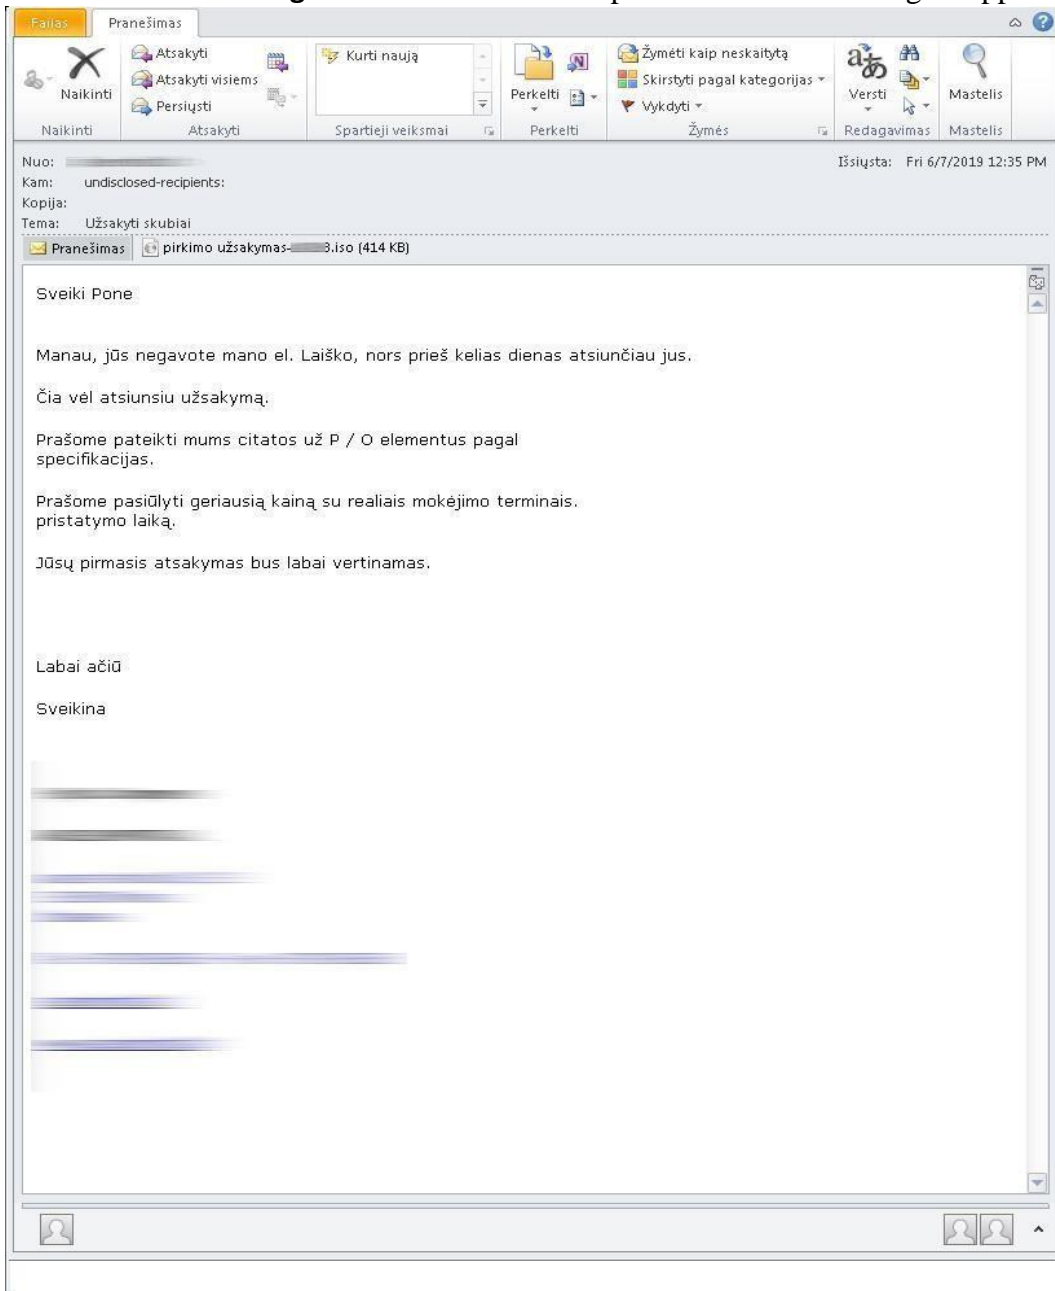 Failas Pranešimas
Naikinti
Atsakyti
Atsakyti visiems
Persiųsti
Kurti naują
Perkelti
Žymėti kaip neskaitytą
Skirstyti pagal kategorijas
Vykdyti
Versti
Mastelis
Naikinti Atsakyti Spartieji veiksmai Perkelti Žymės Redagavimas Mastelis
Nuo: Išsiųsta: Fri 6/7/2019 12:35 PM
Kam: undisclosed-recipients:
Kopija:
Tema: Užsakyti skubiai
Pranešimas pirkimo užsakymas- 3.iso (414 KB)
Sveiki Pone
Manau, jūs negavote mano el. Laiško, nors prieš kelias dienas atsiunčiau jus.
Čia vėl atsiunsiu užsakymą.
Prašome pateikti mums citatos už P / O elementus pagal
specifikacijas.
Prašome pasiūlyti geriausią kainą su realiais mokėjimo terminais.
pristatymo laiką.
Jūsų pirmasis atsakymas bus labai vertinamas.
Labai ačiū
Sveikina